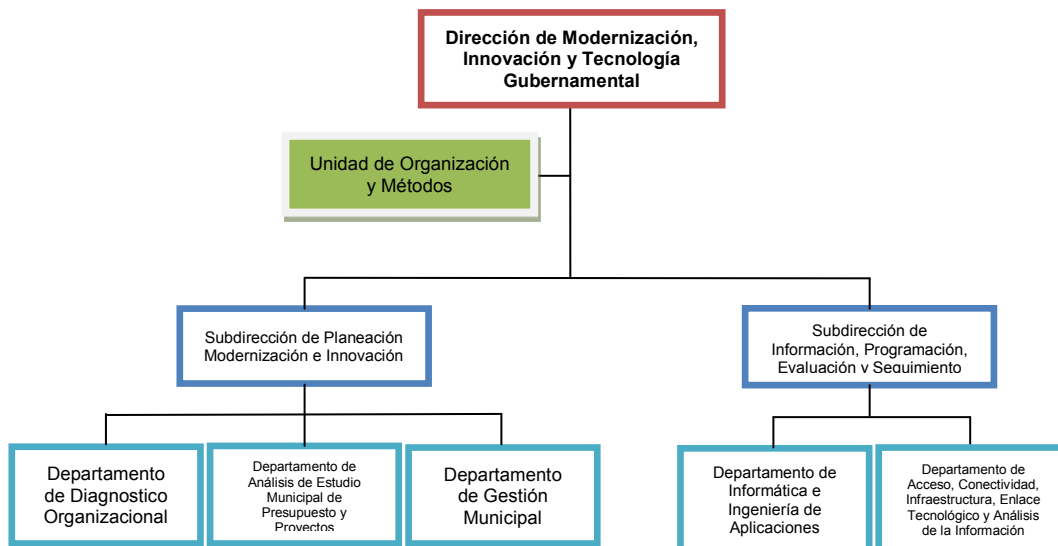 Dirección de Modernización,
Innovación y Tecnología
Gubernamental
Unidad de Organización
y Métodos
Subdirección de Planeación
Modernización e Innovación
Subdirección de
Información, Programación,
Evaluación y Seguimiento
Departamento
de Diagnostico
Organizacional
Departamento de
Análisis de Estudio
Municipal de
Presupuesto y
Proyectos
Departamento
de Gestión
Municipal
Departamento de
Informática e
Ingeniería de
Aplicaciones
Departamento de
Acceso, Conectividad,
Infraestructura, Enlace
Tecnológico y Análisis
de la Información